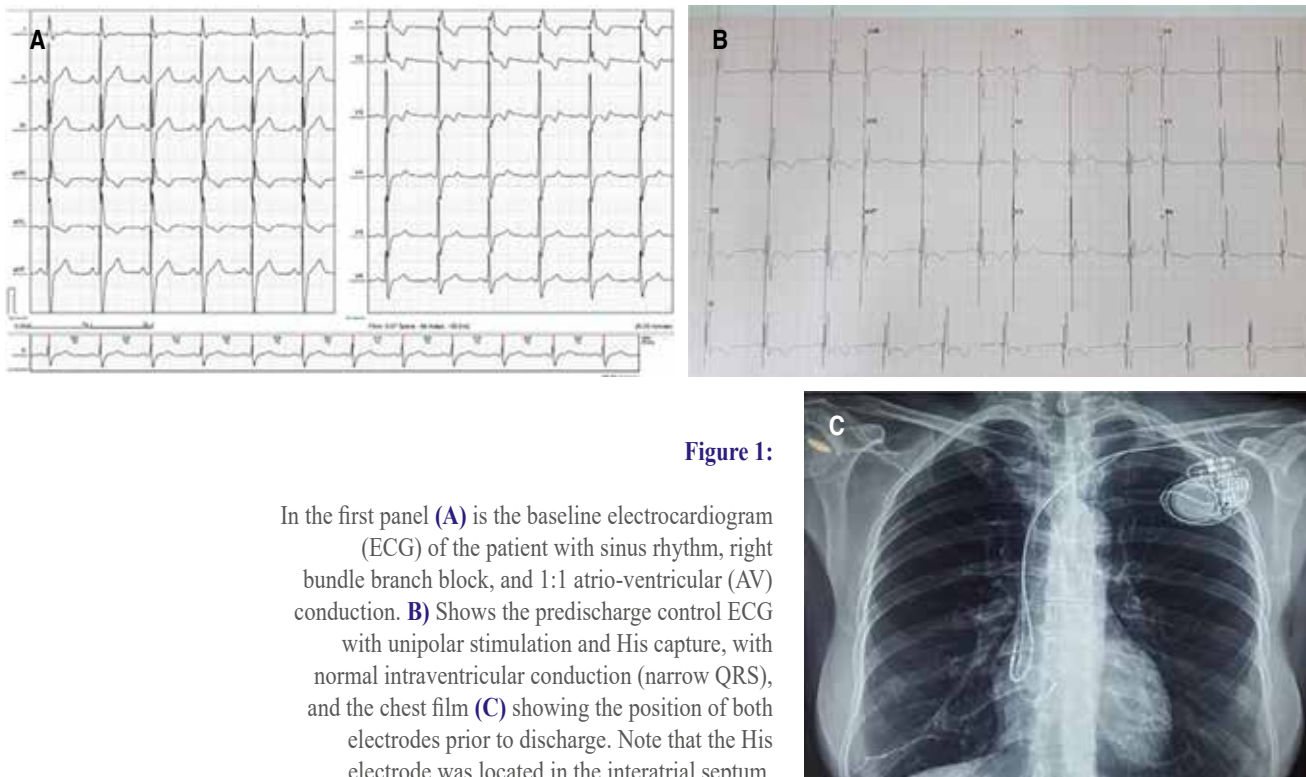 A
B
C
Figure 1:
In the first panel (A) is the baseline electrocardiogram
(ECG) of the patient with sinus rhythm, right
bundle branch block, and 1:1 atrio-ventricular (AV)
conduction. B) Shows the predischarge control ECG
with unipolar stimulation and His capture, with
normal intraventricular conduction (narrow QRS),
and the chest film (C) showing the position of both
electrodes prior to discharge. Note that the His
electrode was located in the interatrial septum.